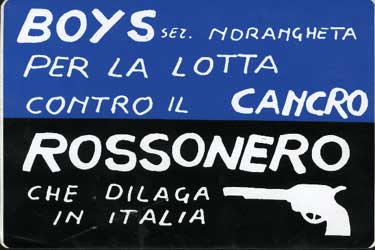 BOYS SEZ. NDRANGHETA
PER LA LOTTA
CONTRO IL CANCRO
ROSSONERO
CHE DILAGA
IN ITALIA